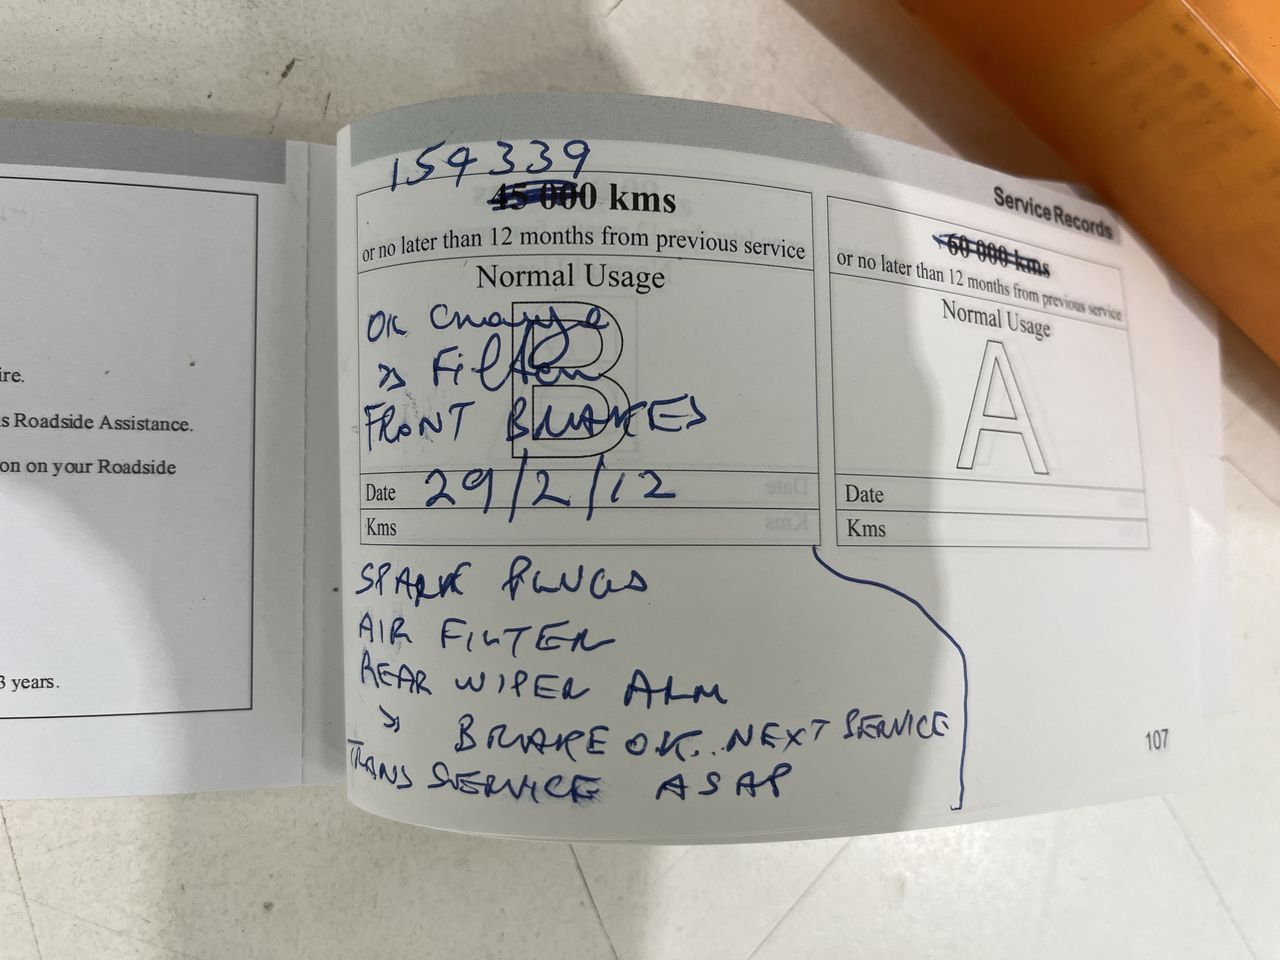 ire.
s Roadside Assistance.
on on your Roadside
3 years.
Service Records
159339
45 000 kms
or no later than 12 months from previous service
Normal Usage
B
OIL Change
" Filter
FRONT BRAKES
Date 29/2/12
Kms
SPARK PLUGS
AIR FILTER
REAR WIPER ARM
" BRAKE OK.. NEXT SERVICE
TRANS SERVICE ASAP
60 000 kms
or no later than 12 months from previous service
Normal Usage
A
Date
Kms
107